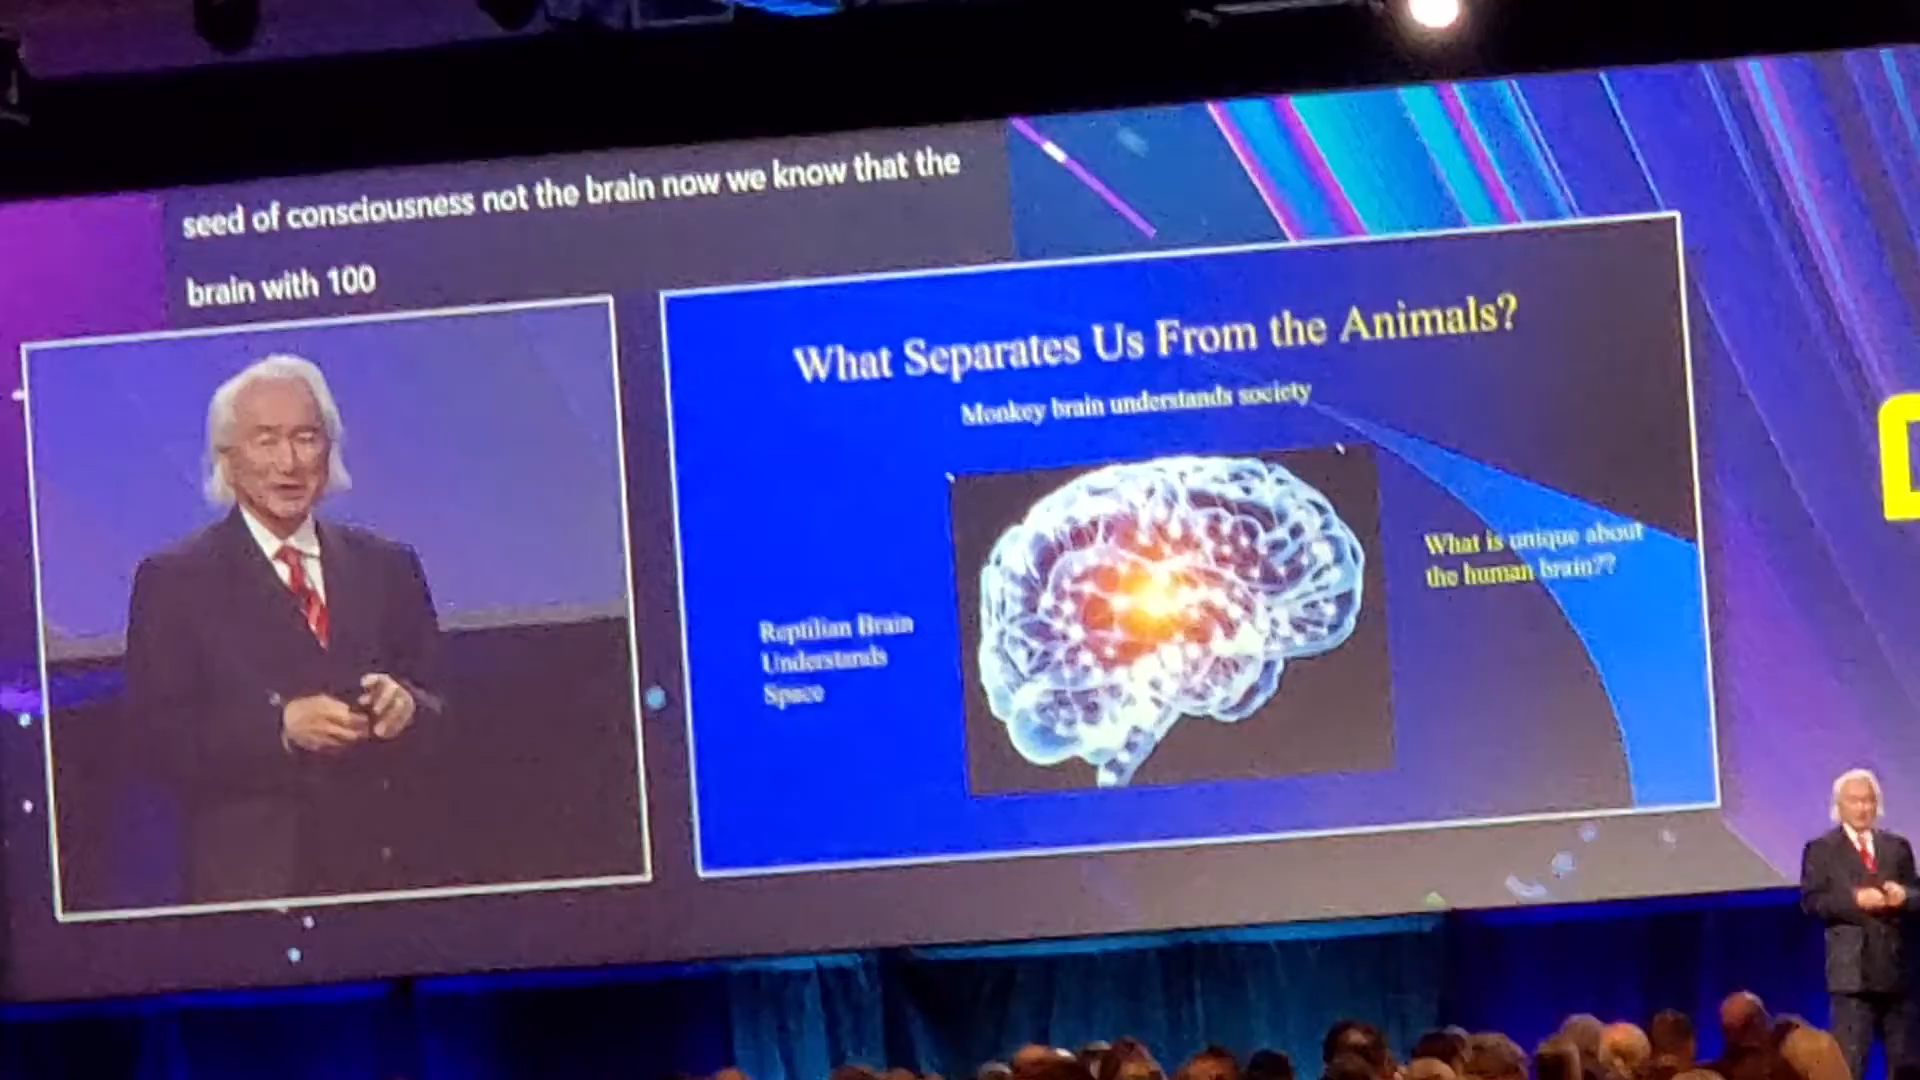 seed of consciousness not the brain now we know that the
brain with 100
What Separates Us From the Animals?
Monkey brain understands society
What is unique about
the human brain??
Reptilian Brain
Understands
Space